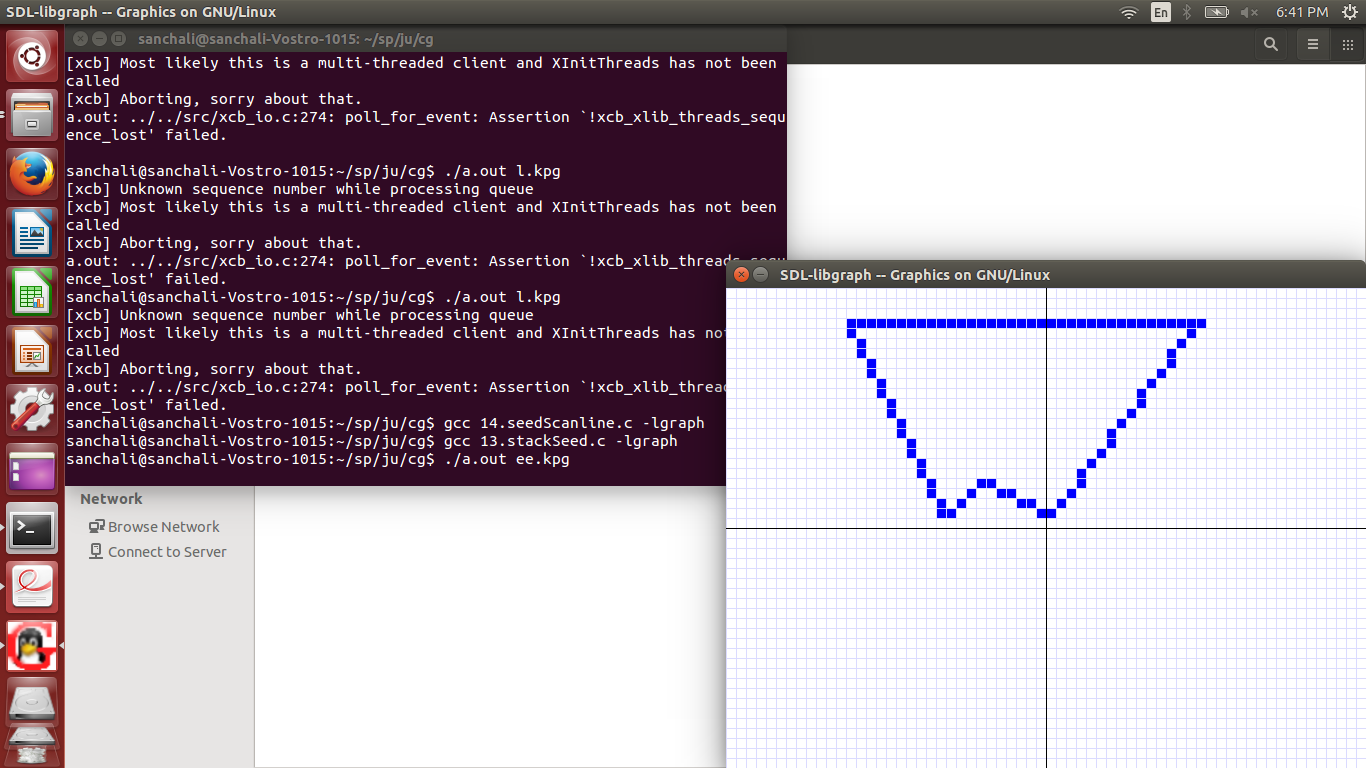 SDL-libgraph -- Graphics on GNU/Linux
En
6:41 PM
sanchali@sanchali-Vostro-1015: ~/sp/ju/cg
[xcb] Most likely this is a multi-threaded client and XInitThreads has not been
called
[xcb] Aborting, sorry about that.
a.out: ../../src/xcb_io.c:274: poll_for_event: Assertion `!xcb_xlib_threads_sequ
ence_lost' failed.
sanchali@sanchali-Vostro-1015:~/sp/ju/cg$ ./a.out l.kpg
[xcb] Unknown sequence number while processing queue
[xcb] Most likely this is a multi-threaded client and XInitThreads has not been
called
[xcb] Aborting, sorry about that.
a.out: ../../src/xcb_io.c:274: poll_for_event: Assertion `!xcb_xlib_threads_sequ
ence_lost' failed.
sanchali@sanchali-Vostro-1015:~/sp/ju/cg$ ./a.out l.kpg
[xcb] Unknown sequence number while processing queue
[xcb] Most likely this is a multi-threaded client and XInitThreads has not
called
[xcb] Aborting, sorry about that.
a.out: ../../src/xcb_io.c:274: poll_for_event: Assertion `!xcb_xlib_threa
ence_lost' failed.
sanchali@sanchali-Vostro-1015:~/sp/ju/cg$ gcc 14.seedScanline.c -lgraph
sanchali@sanchali-Vostro-1015:~/sp/ju/cg$ gcc 13.stackSeed.c -lgraph
sanchali@sanchali-Vostro-1015:~/sp/ju/cg$ ./a.out ee.kpg
Network
Browse Network
Connect to Server
SDL-libgraph -- Graphics on GNU/Linux